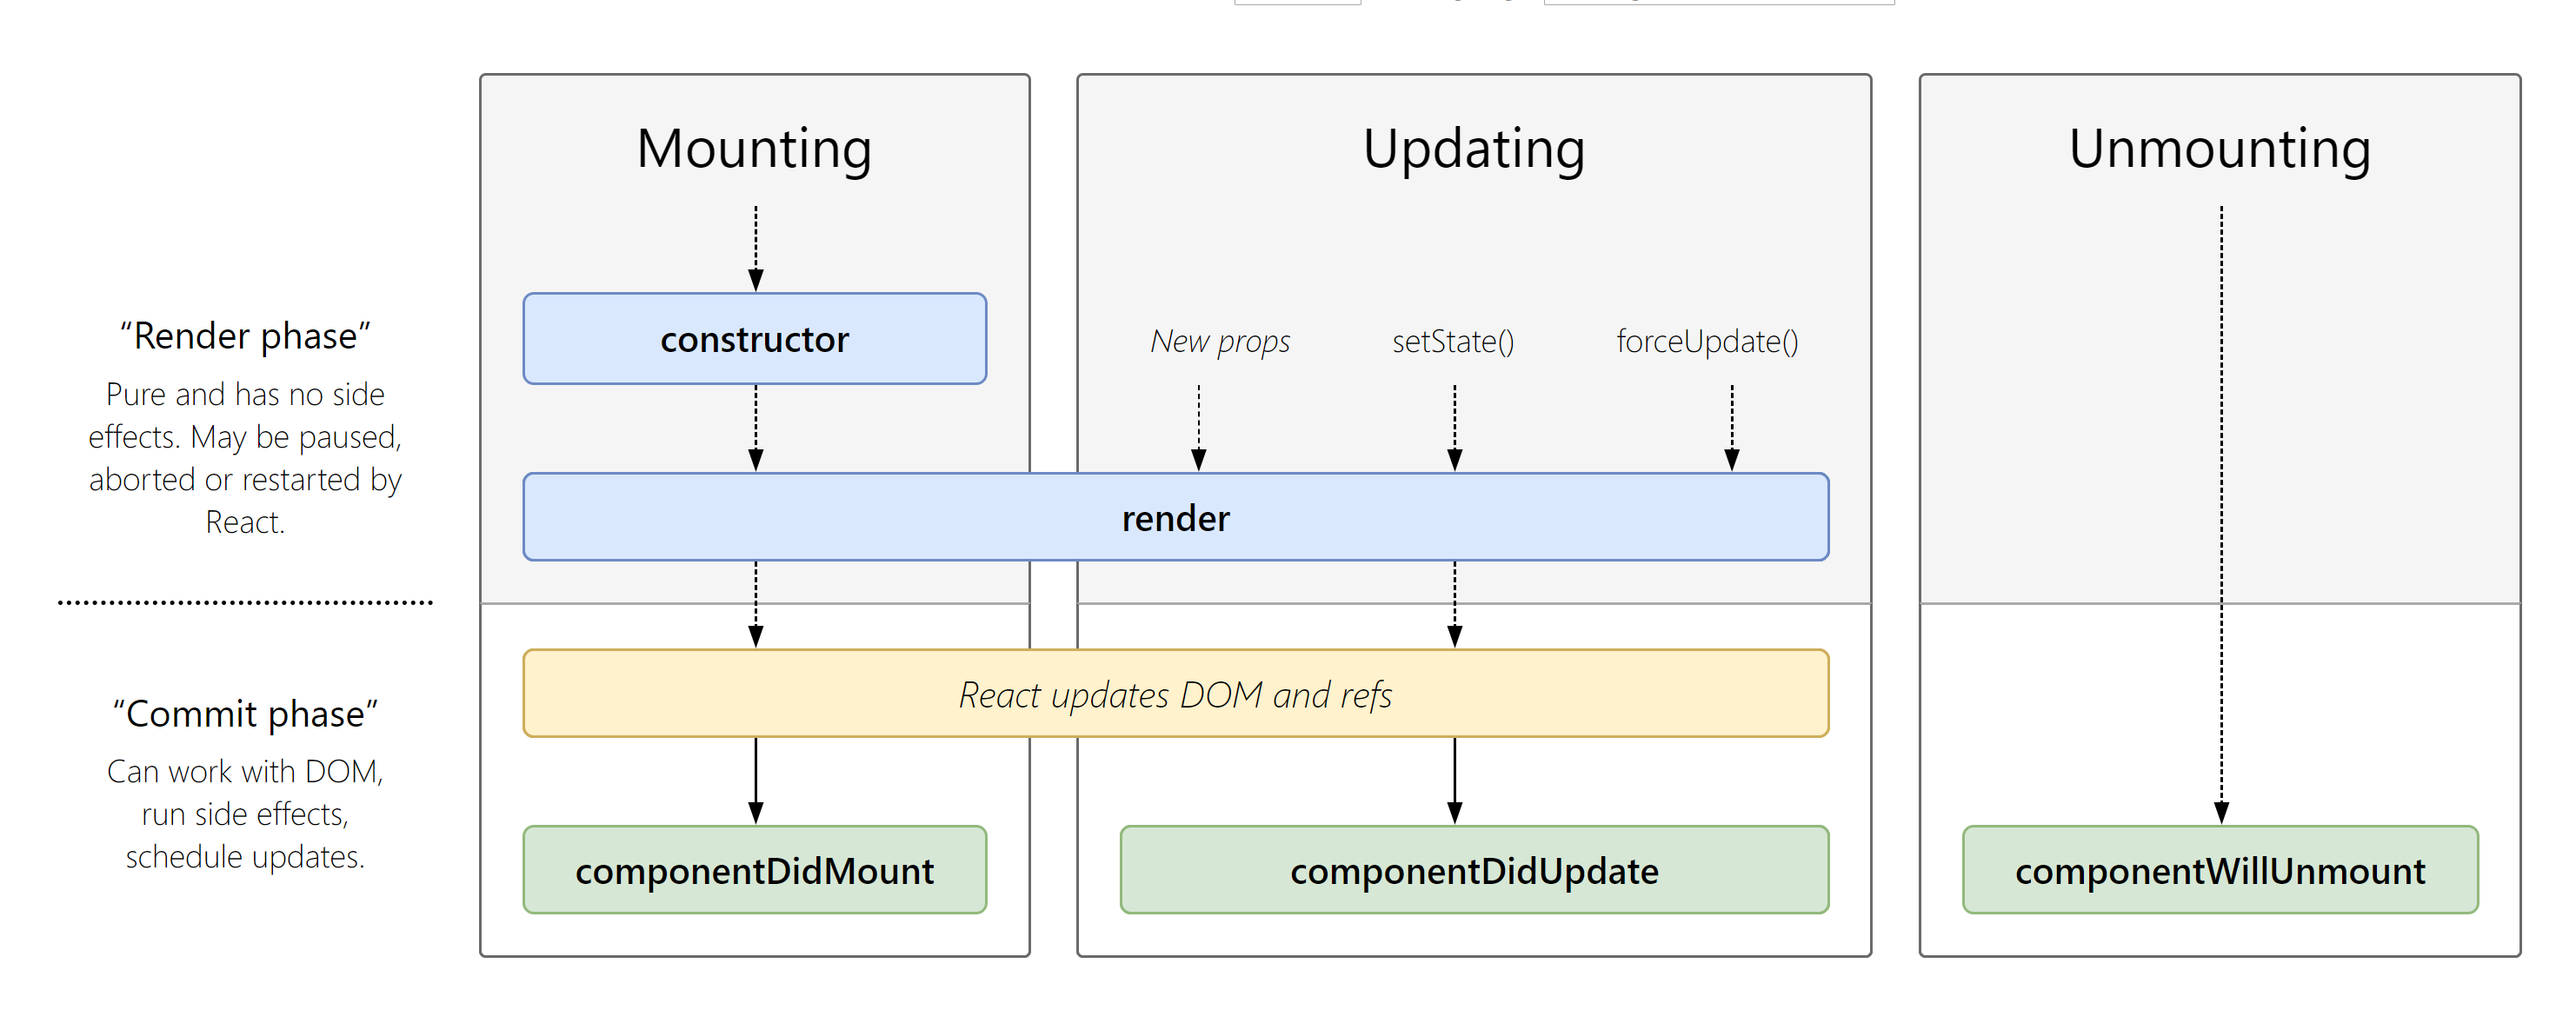 Mounting
Updating
Unmounting
“Render phase”
Pure and has no side
effects. May be paused,
aborted or restarted by
React.
constructor
New props
setState()
forceUpdate()
render
“Commit phase”
Can work with DOM,
run side effects,
schedule updates.
React updates DOM and refs
componentDidMount
componentDidUpdate
componentWillUnmount